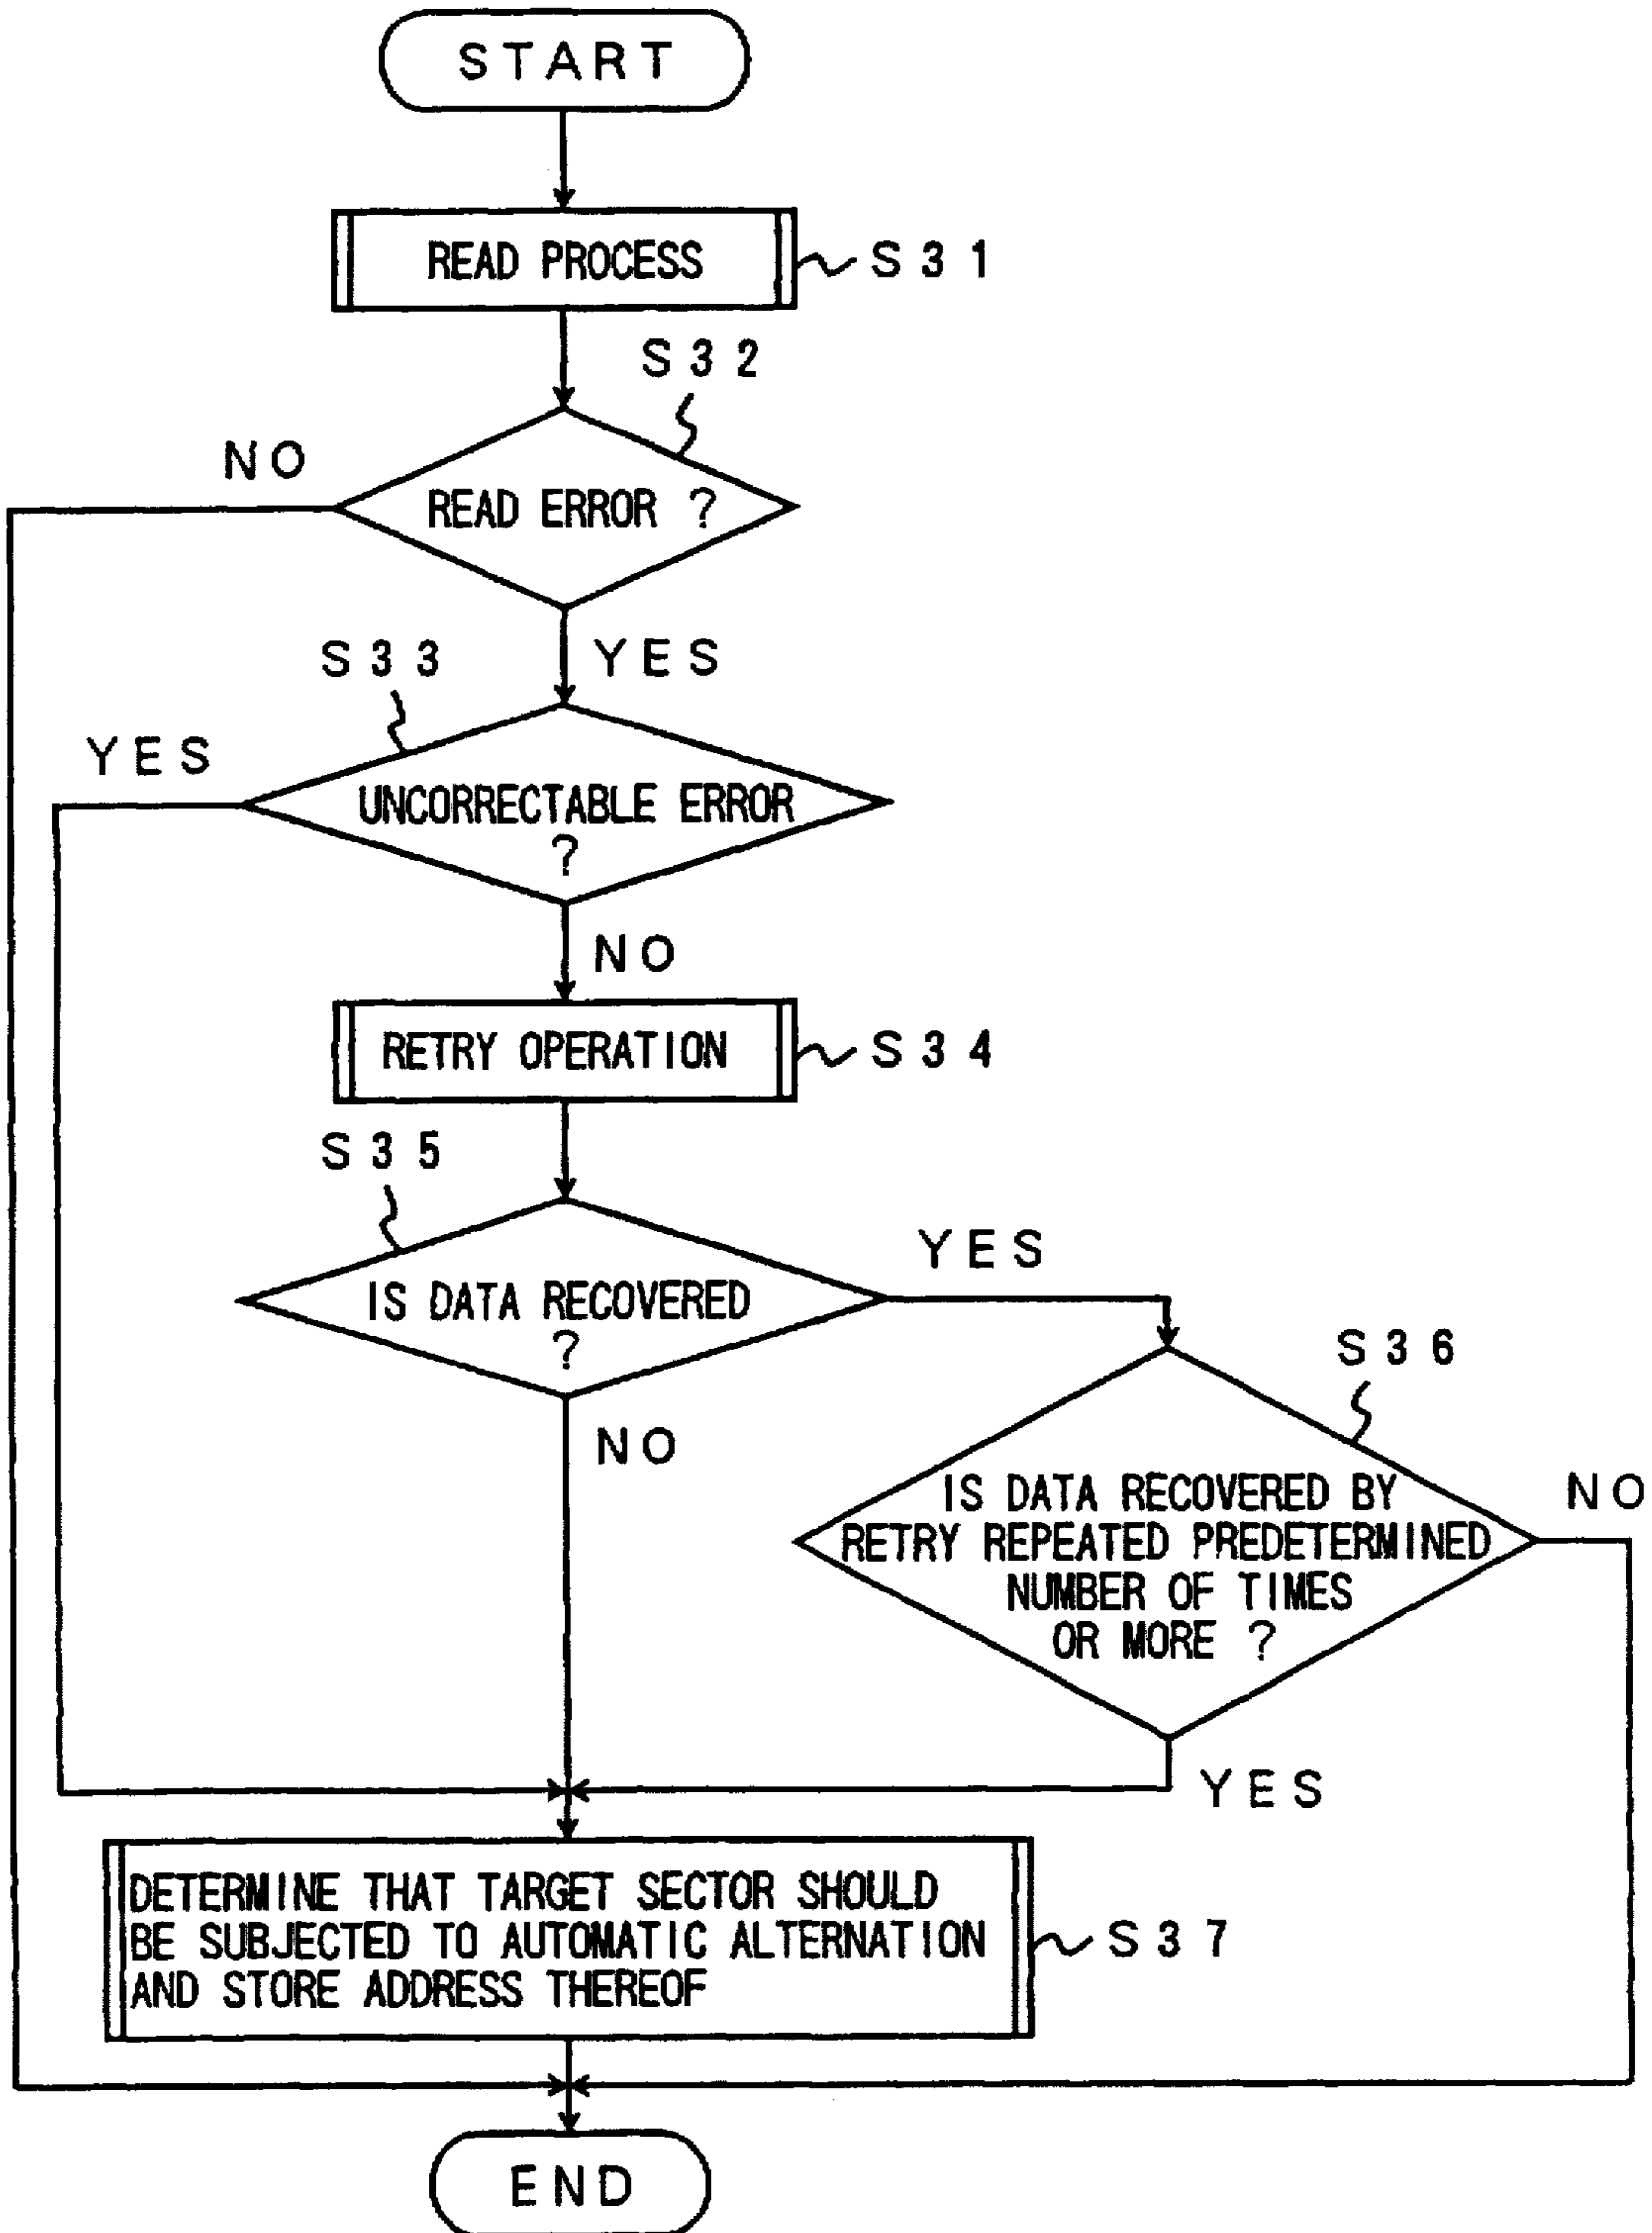 START
READ PROCESS
S31
S32
NO
READ ERROR ?
S33
YES
YES
UNCORRECTABLE ERROR
?
NO
RETRY OPERATION
S34
S35
YES
IS DATA RECOVERED
?
S36
NO
IS DATA RECOVERED BY
RETRY REPEATED PREDETERMINED
NUMBER OF TIMES
OR MORE ?
NO
YES
DETERMINE THAT TARGET SECTOR SHOULD
BE SUBJECTED TO AUTOMATIC ALTERNATION
AND STORE ADDRESS THEREOF
S37
END